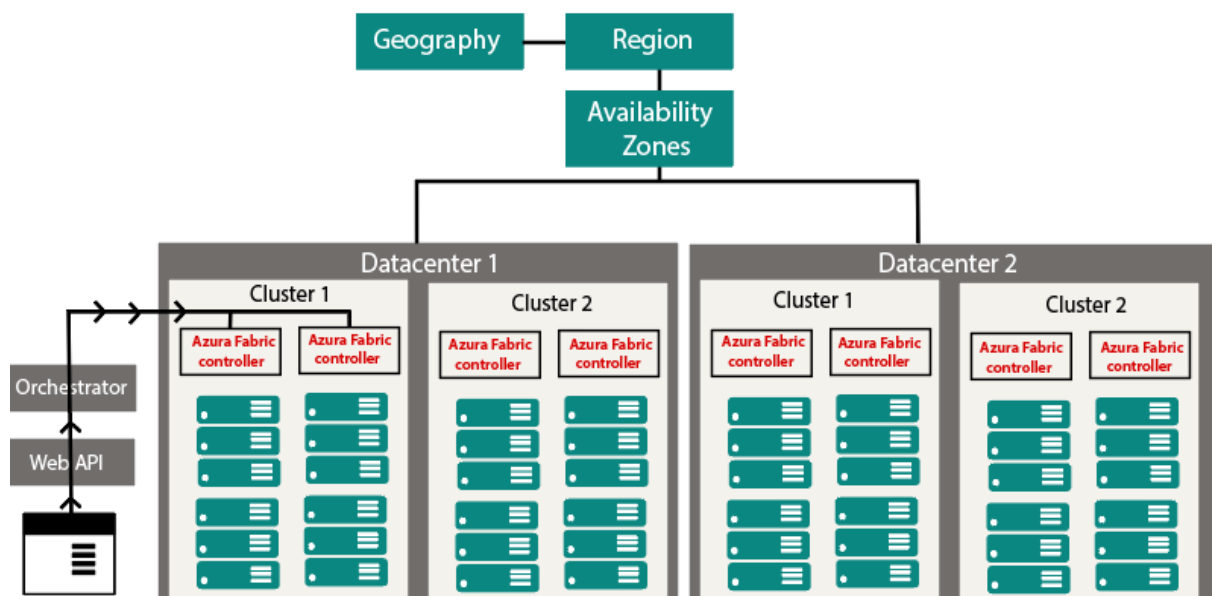 Geography
Region
Availability
Zones
Datacenter 1
Datacenter 2
Cluster 1
Cluster 2
Cluster 1
Cluster 2
Azura Fabric
controller
Azura Fabric
controller
Azura Fabric
controller
Azura Fabric
controller
Azura Fabric
controller
Azura Fabric
controller
Azura Fabric
controller
Azura Fabric
controller
Orchestrator
Web API